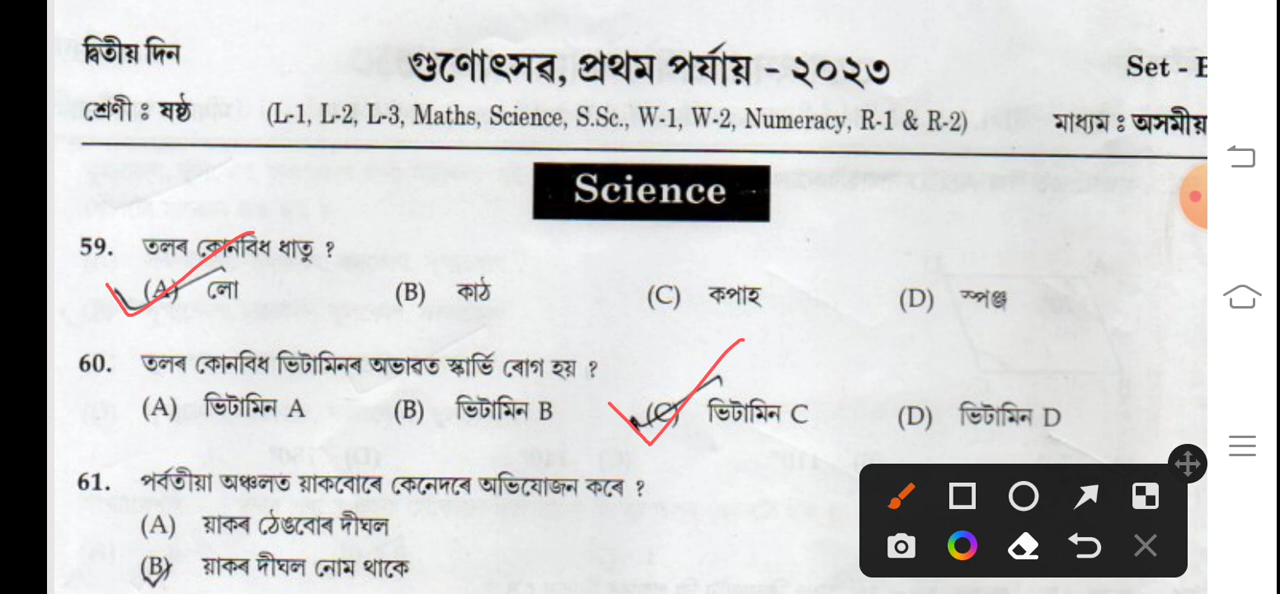 দ্বিতীয় দিন
গুণোৎসৱ, প্ৰথম পৰ্যায় - ২০২৩
Set -
শ্ৰেণী : ষষ্ঠ
(L-1, L-2, L-3, Maths, Science, S.Sc., W-1, W-2, Numeracy, R-1 & R-2)
মাধ্যম : অসমীয়
Science
59. তলৰ কোনবিধ ধাতু ?
(A) লো (B) কাঠ (C) কপাহ (D) স্পঞ্জ
60. তলৰ কোনবিধ ভিটামিনৰ অভাৱত স্কাৰ্ভি ৰোগ হয় ?
(A) ভিটামিন A (B) ভিটামিন B (C) ভিটামিন C (D) ভিটামিন D
61. পৰ্বতীয়া অঞ্চলত য়াকবোৰে কেনেদৰে অভিযোজন কৰে ?
(A) য়াকৰ ঠেঙবোৰ দীঘল
(B) য়াকৰ দীঘল নোম থাকে